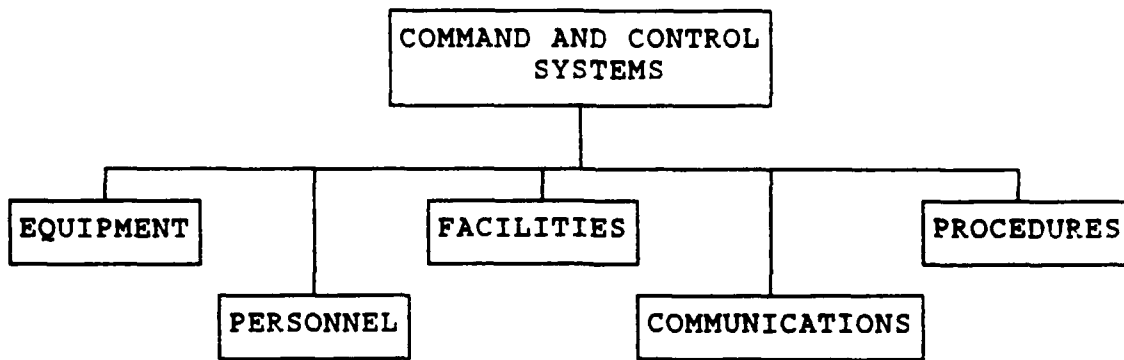 COMMAND AND CONTROL
SYSTEMS
EQUIPMENT
FACILITIES
PROCEDURES
PERSONNEL
COMMUNICATIONS